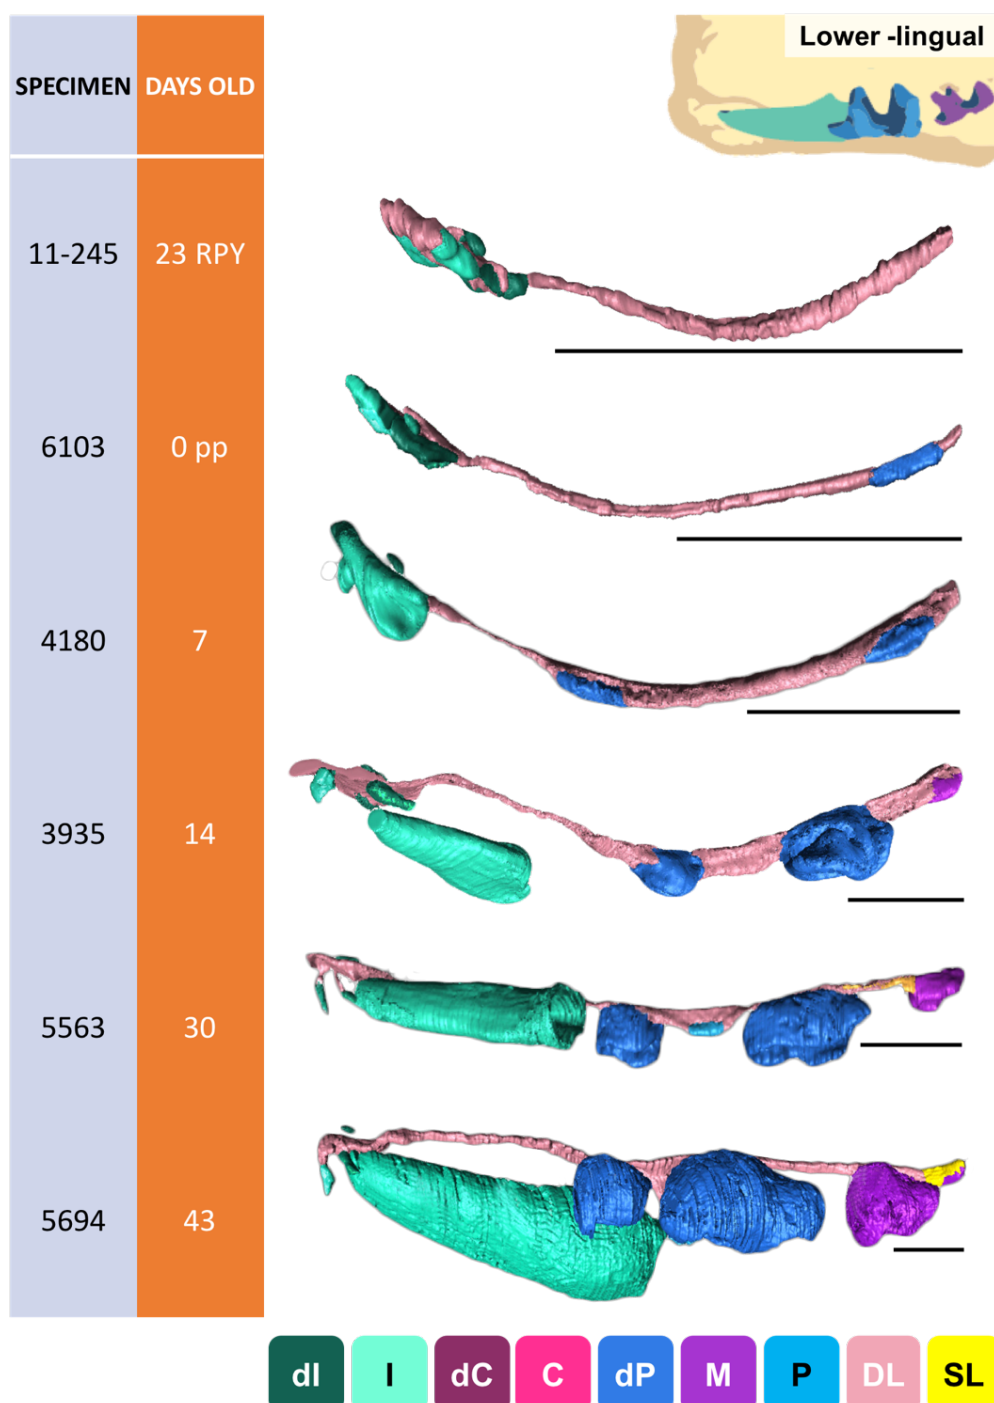 Lower -lingual
SPECIMEN DAYS OLD
11-245 23 RPY
6103 0 pp
4180 7
3935 14
5563 30
5694 43
dI I dC C dP M P DL SL